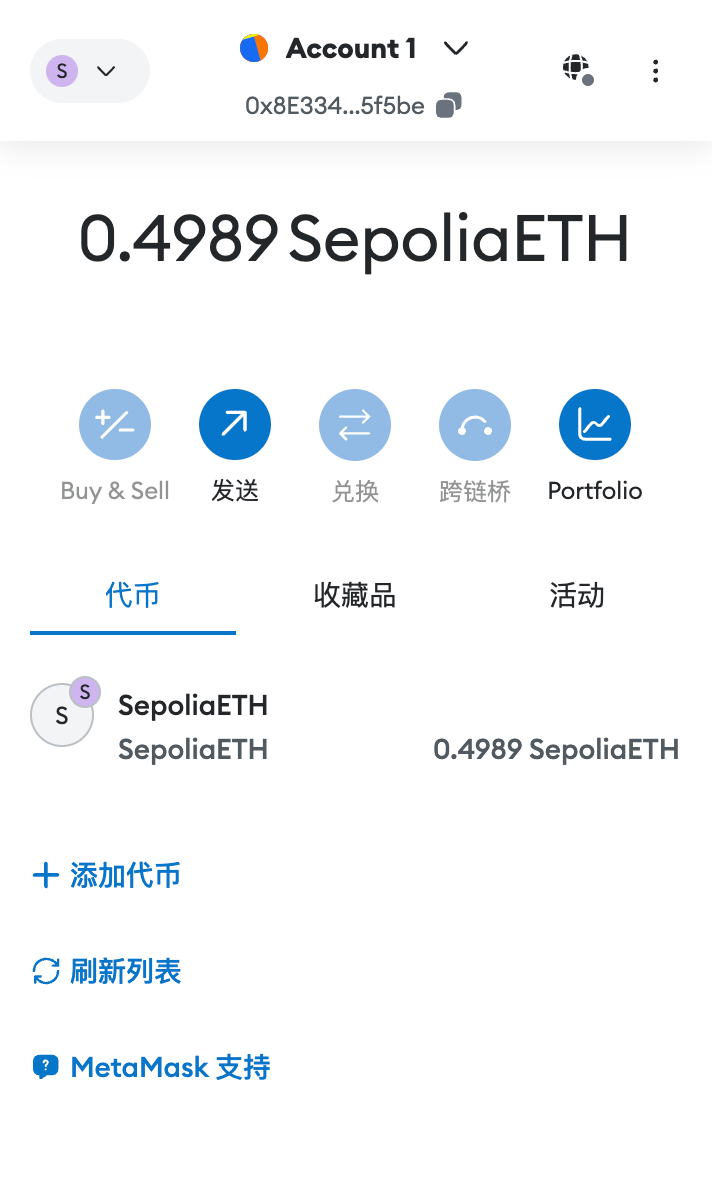 S
Account 1
0x8E334...5f5be
0.4989 SepoliaETH
Buy & Sell
发送
兑换
跨链桥
Portfolio
代币
收藏品
活动
S
S
SepoliaETH
SepoliaETH
0.4989 SepoliaETH
添加代币
刷新列表
MetaMask 支持